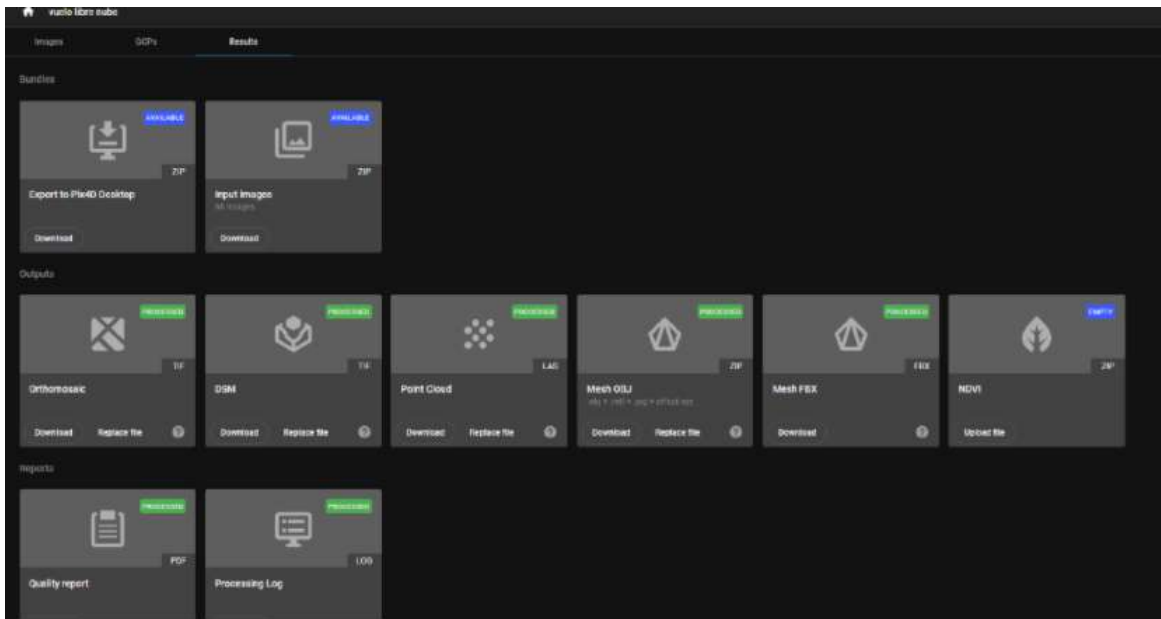 vuelo libre nube
Images GCPs Results
Bundles
AVAILABLE
ZIP
Export to Pix4D Desktop
Download
AVAILABLE
ZIP
Input images
images
Download
Outputs
PROCESSED
TIF
Orthomosaic
Download Replace file
PROCESSED
TIF
DSM
Download Replace file
PROCESSED
LAS
Point Cloud
Download Replace file
PROCESSED
ZIP
Mesh OBJ
Download Replace file
PROCESSED
FBX
Mesh FBX
Download
EMPTY
ZIP
NDVI
Upload file
Reports
PROCESSED
PDF
Quality report
PROCESSED
LOG
Processing Log